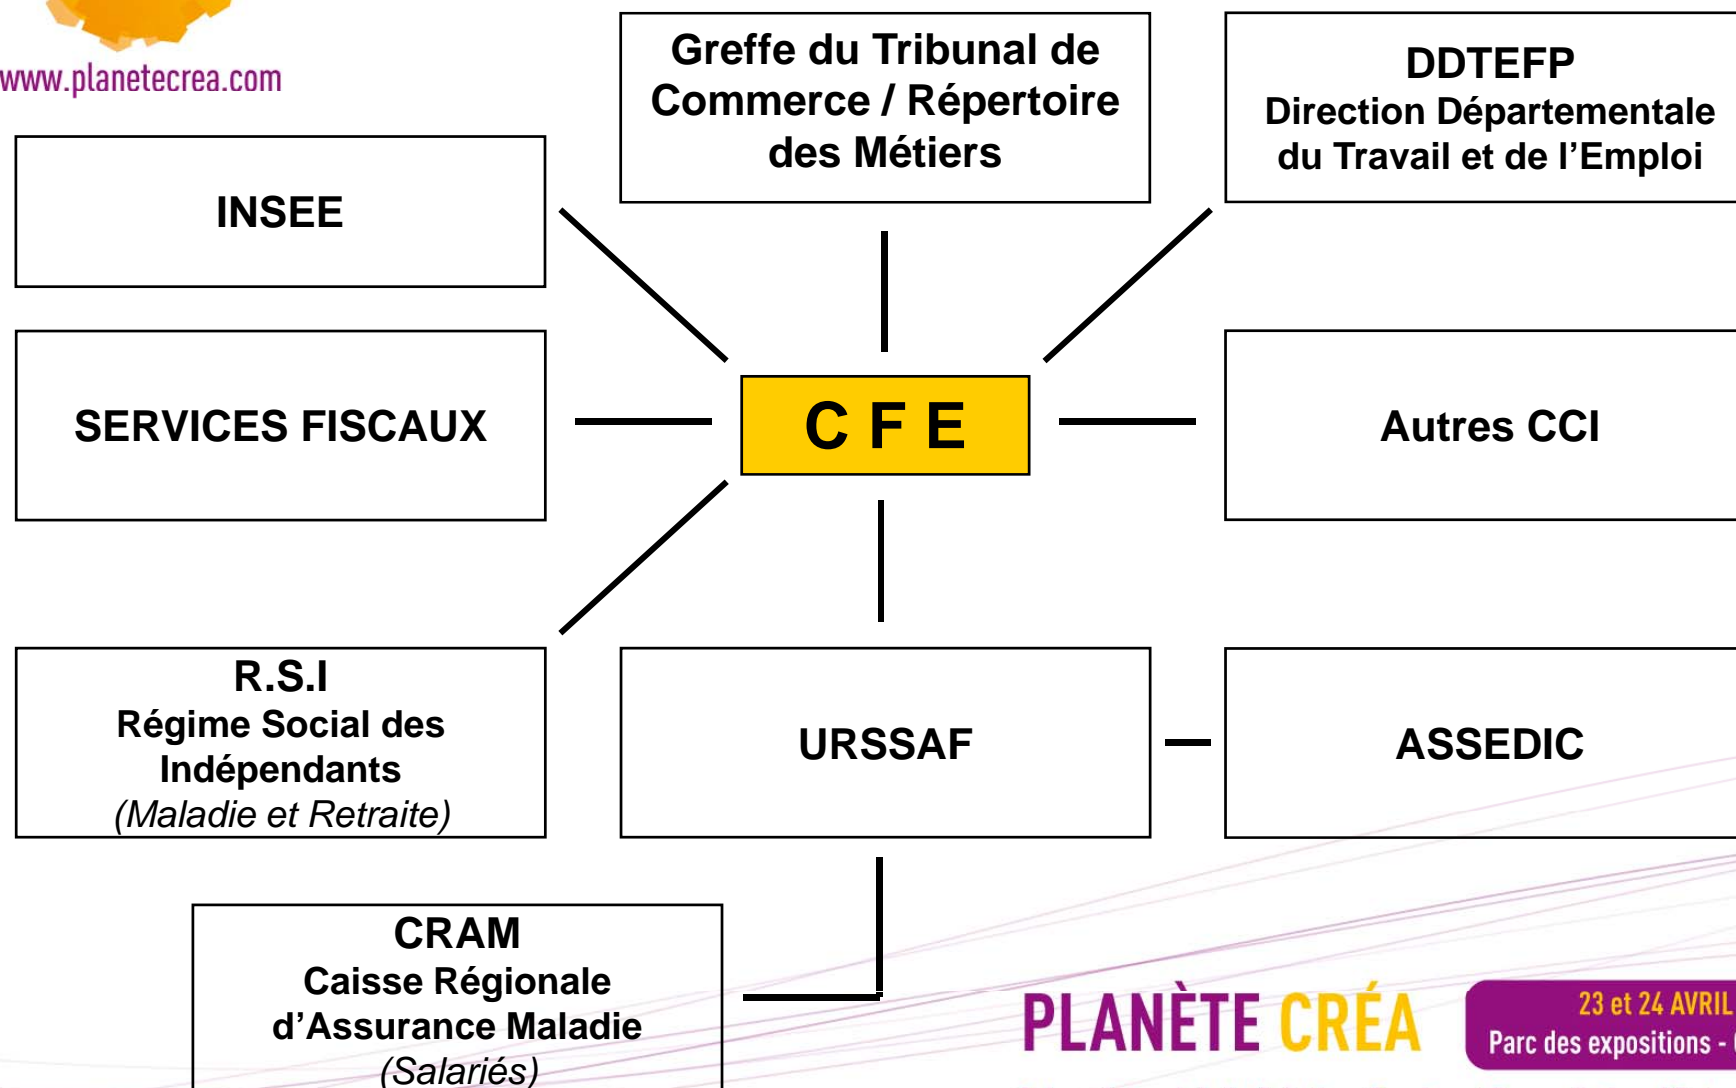 www.planetecrea.com
Greffe du Tribunal de
Commerce / Répertoire
des Métiers
DDTEFP
Direction Départementale
du Travail et de l’Emploi
INSEE
SERVICES FISCAUX
C F E
Autres CCI
R.S.I
Régime Social des
Indépendants
(Maladie et Retraite)
URSSAF
ASSEDIC
CRAM
Caisse Régionale
d’Assurance Maladie
(Salariés)
PLANÈTE CRÉA
23 et 24 AVRIL
Parc des expositions -